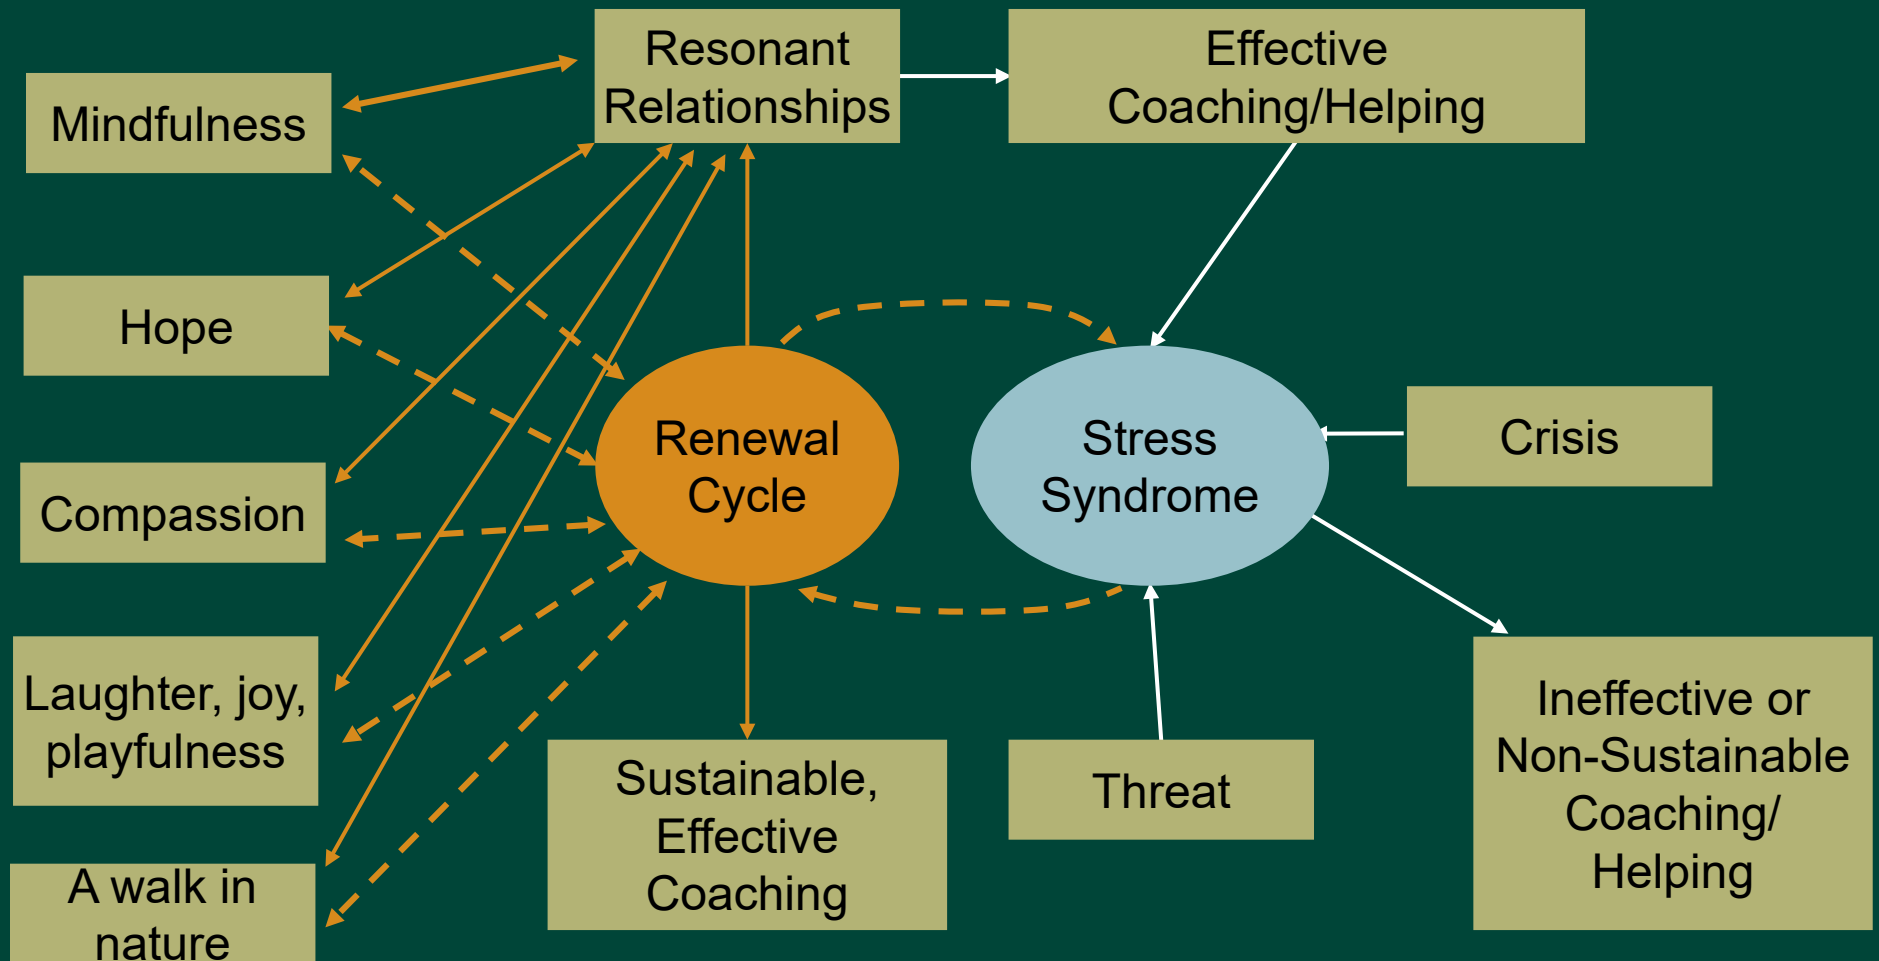 Resonant
Relationships
Effective
Coaching/Helping
Mindfulness
Hope
Renewal
Cycle
Stress
Syndrome
Crisis
Compassion
Laughter, joy,
playfulness
Sustainable,
Effective
Coaching
Threat
Ineffective or
Non-Sustainable
Coaching/
Helping
A walk in
nature